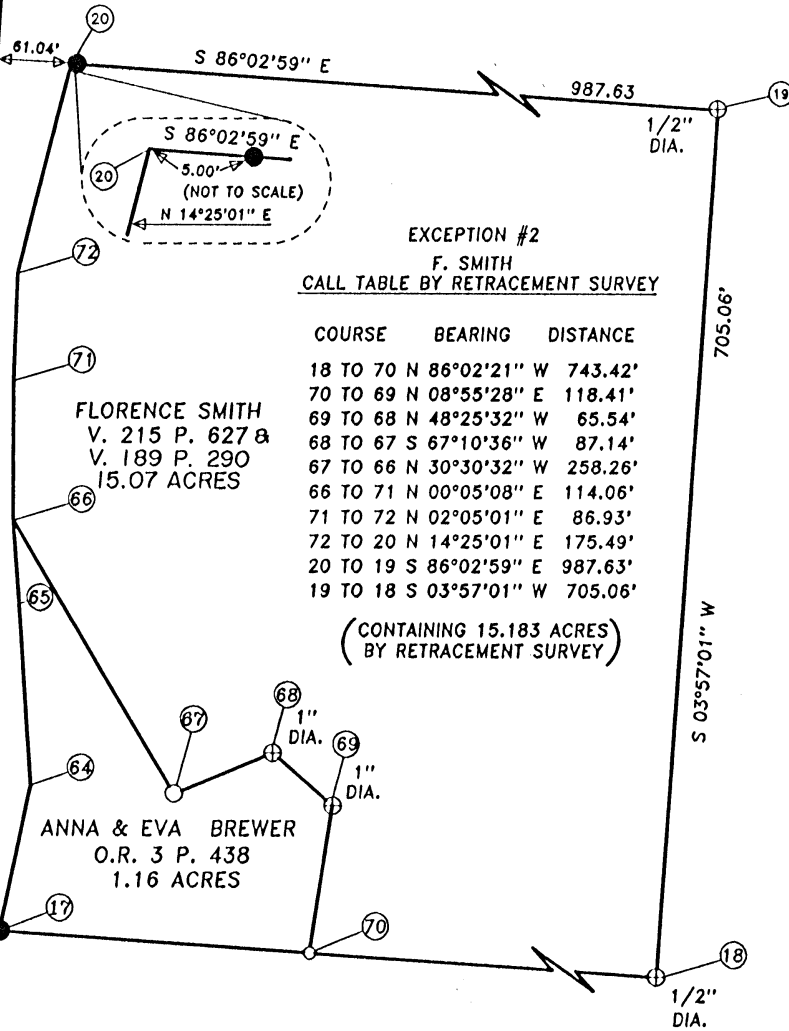 20
61.04'
S 86°02'59" E
987.63
19
1/2"
DIA.
S 86°02'59" E
20
5.00'
(NOT TO SCALE)
N 14°25'01" E
72
EXCEPTION #2
F. SMITH
CALL TABLE BY RETRACEMENT SURVEY
705.06'
COURSE BEARING DISTANCE
18 TO 70 N 86°02'21" W 743.42'
70 TO 69 N 08°55'28" E 118.41'
69 TO 68 N 48°25'32" W 65.54'
68 TO 67 S 67°10'36" W 87.14'
67 TO 66 N 30°30'32" W 258.26'
66 TO 71 N 00°05'08" E 114.06'
71 TO 72 N 02°05'01" E 86.93'
72 TO 20 N 14°25'01" E 175.49'
20 TO 19 S 86°02'59" E 987.63'
19 TO 18 S 03°57'01" W 705.06'
(CONTAINING 15.183 ACRES
BY RETRACEMENT SURVEY)
71
FLORENCE SMITH
V. 215 P. 627 &
V. 189 P. 290
15.07 ACRES
66
65
S 03°57'01" W
67
68
1"
DIA.
69
1"
DIA.
64
ANNA & EVA BREWER
O.R. 3 P. 438
1.16 ACRES
17
70
18
1/2"
DIA.